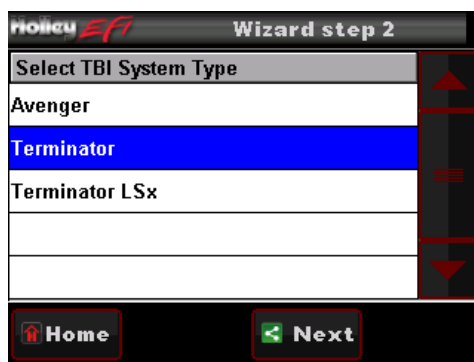 Holley EFI Wizard step 2
Select TBI System Type
Avenger
Terminator
Terminator LSx
Home Next